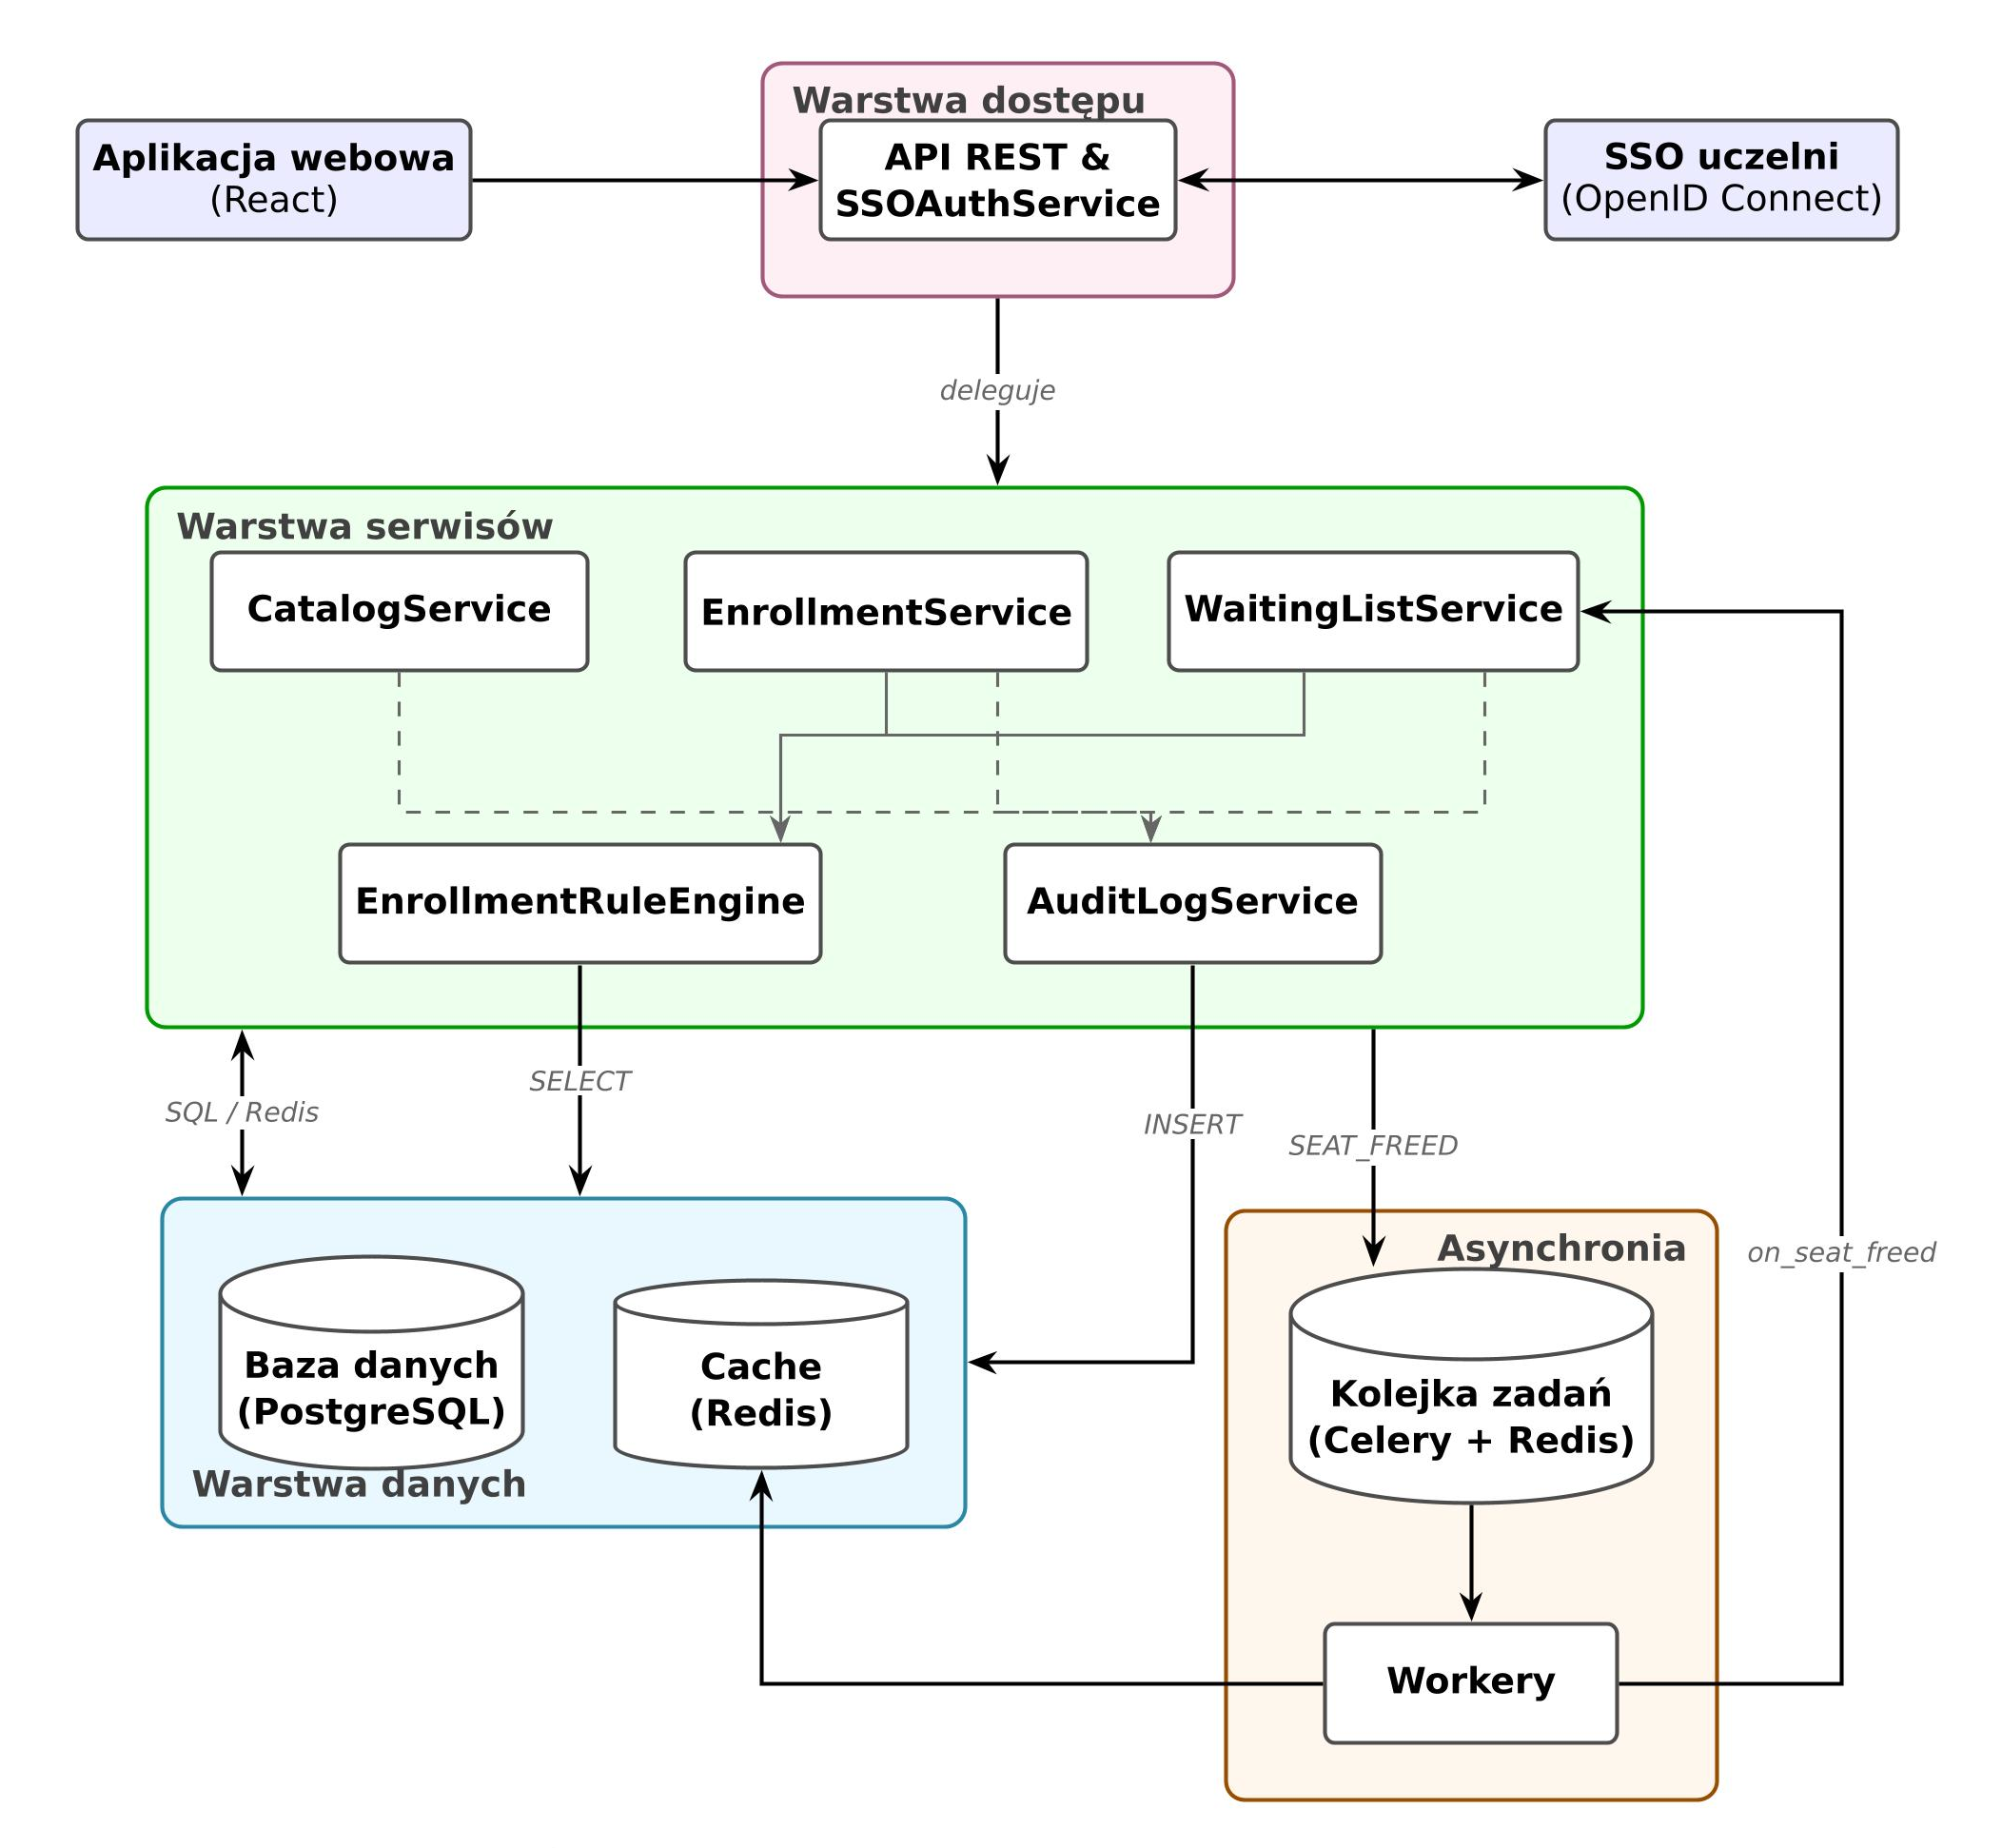 Warstwa dostępu
Aplikacja webowa
(React)
API REST &
SSOAuthService
SSO uczelni
(OpenID Connect)
deleguje
Warstwa serwisów
CatalogService
EnrollmentService
WaitingListService
EnrollmentRuleEngine
AuditLogService
SELECT
SQL / Redis
INSERT
SEAT_FREED
on_seat_freed
Asynchronia
Baza danych
(PostgreSQL)
Cache
(Redis)
Kolejka zadań
(Celery + Redis)
Warstwa danych
Workery